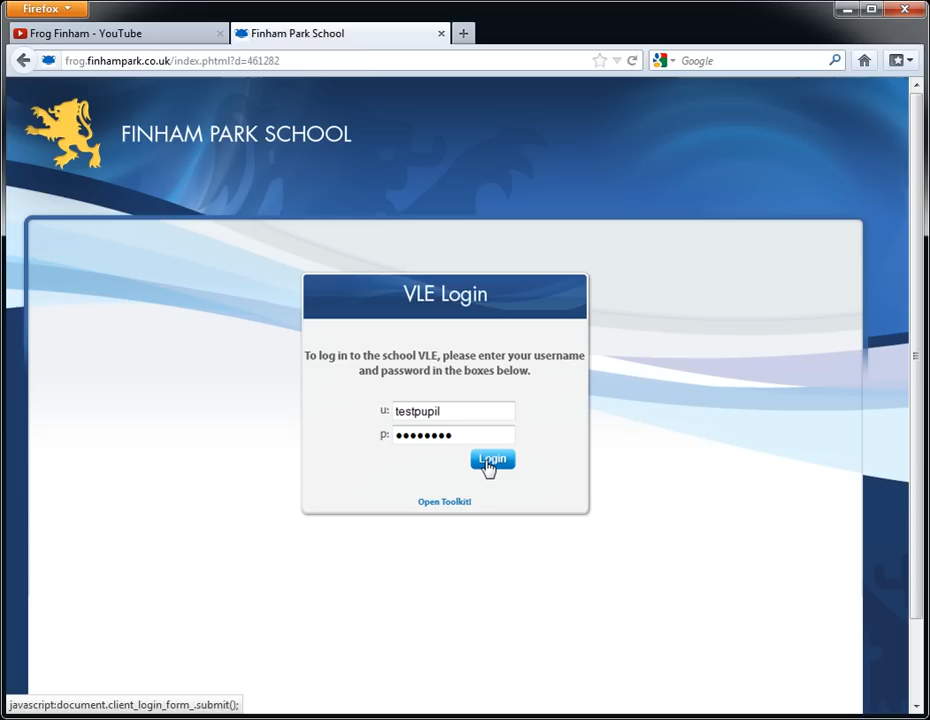 Firefox
Frog Finham - YouTube
Finham Park School
frog.finhampark.co.uk/index.phtml?d=461282
Google
FINHAM PARK SCHOOL
VLE Login
To log in to the school VLE, please enter your username
and password in the boxes below.
u: testpupil
p: ••••••••
Login
Open Toolkit!
javascript:document.client_login_form_.submit();